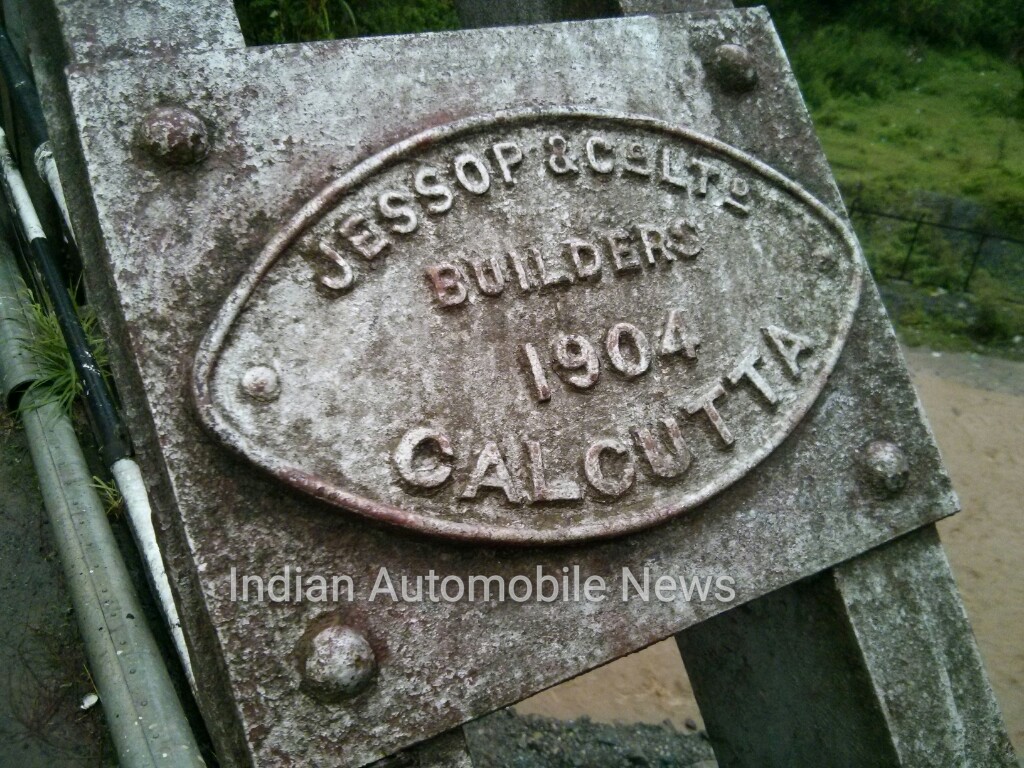 JESSOP & Co LTD
BUILDERS
1904
CALCUTTA
Indian Automobile News